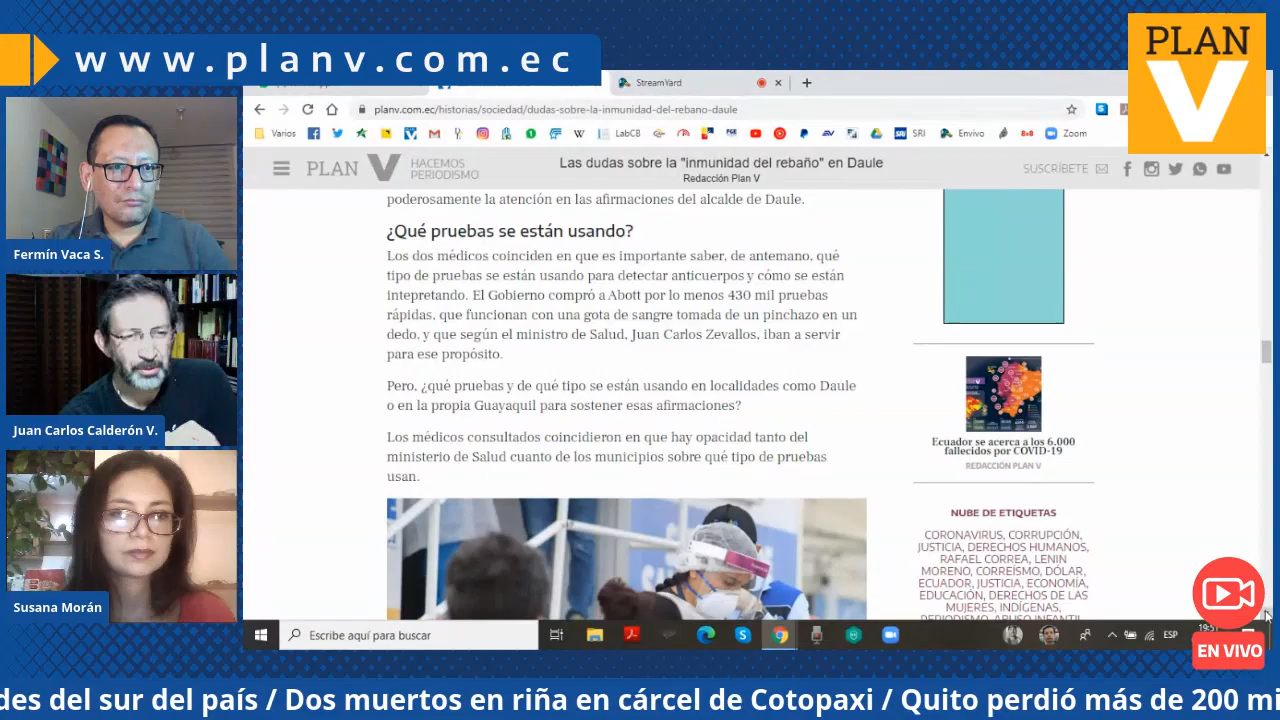 www.planv.com.ec
PLAN
V
Fermín Vaca S.
Juan Carlos Calderón V.
Susana Morán
StreamYard
planv.com.ec/historias/sociedad/dudas-sobre-la-inmunidad-del-rebano-daule
Varios
LabCB
SRI
Envivo
Zoom
PLAN V HACEMOS
PERIODISMO
Las dudas sobre la "inmunidad del rebaño" en Daule
Redacción Plan V
SUSCRÍBETE
poderosamente la atención en las afirmaciones del alcalde de Daule.
¿Qué pruebas se están usando?
Los dos médicos coinciden en que es importante saber, de antemano, qué
tipo de pruebas se están usando para detectar anticuerpos y cómo se están
intepretando. El Gobierno compró a Abott por lo menos 430 mil pruebas
rápidas, que funcionan con una gota de sangre tomada de un pinchazo en un
dedo, y que según el ministro de Salud, Juan Carlos Zevallos, iban a servir
para ese propósito.
Pero, ¿qué pruebas y de qué tipo se están usando en localidades como Daule
o en la propia Guayaquil para sostener esas afirmaciones?
Los médicos consultados coincidieron en que hay opacidad tanto del
ministerio de Salud cuanto de los municipios sobre qué tipo de pruebas
usan.
Ecuador se acerca a los 6.000
fallecidos por COVID-19
REDACCIÓN PLAN V
NUBE DE ETIQUETAS
CORONAVIRUS, CORRUPCIÓN,
JUSTICIA, DERECHOS HUMANOS,
RAFAEL CORREA, LENIN
MORENO, CORREÍSMO, DÓLAR,
ECUADOR, JUSTICIA, ECONOMÍA,
EDUCACIÓN, DERECHOS DE LAS
MUJERES, INDÍGENAS,
PERIODISMO, ABUSO INFANTIL
Escribe aquí para buscar
ESP
19:51
EN VIVO
des del sur del país / Dos muertos en riña en cárcel de Cotopaxi / Quito perdió más de 200 mi